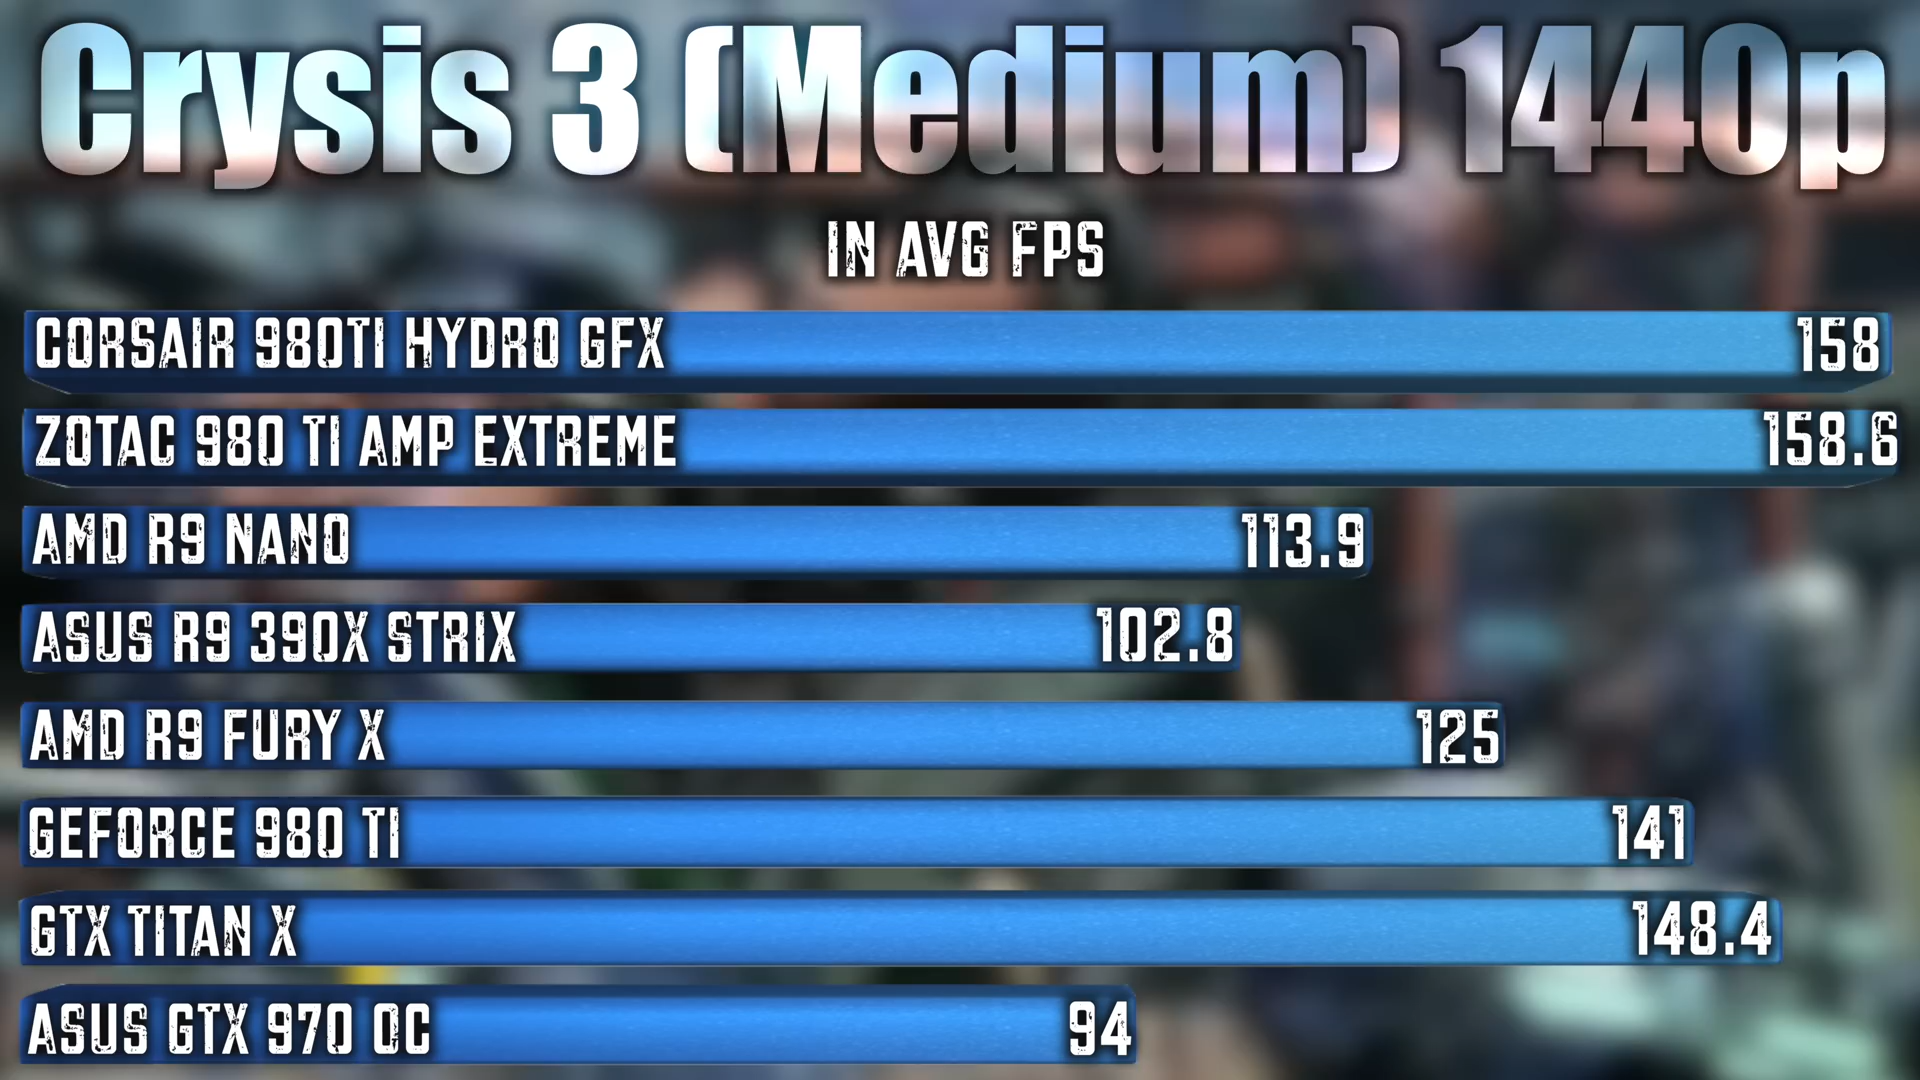 Crysis 3 (Medium) 1440p
IN AVG FPS
CORSAIR 980TI HYDRO GFX 158
ZOTAC 980 TI AMP EXTREME 158.6
AMD R9 NANO 113.9
ASUS R9 390X STRIX 102.8
AMD R9 FURY X 125
GEFORCE 980 TI 141
GTX TITAN X 148.4
ASUS GTX 970 OC 94